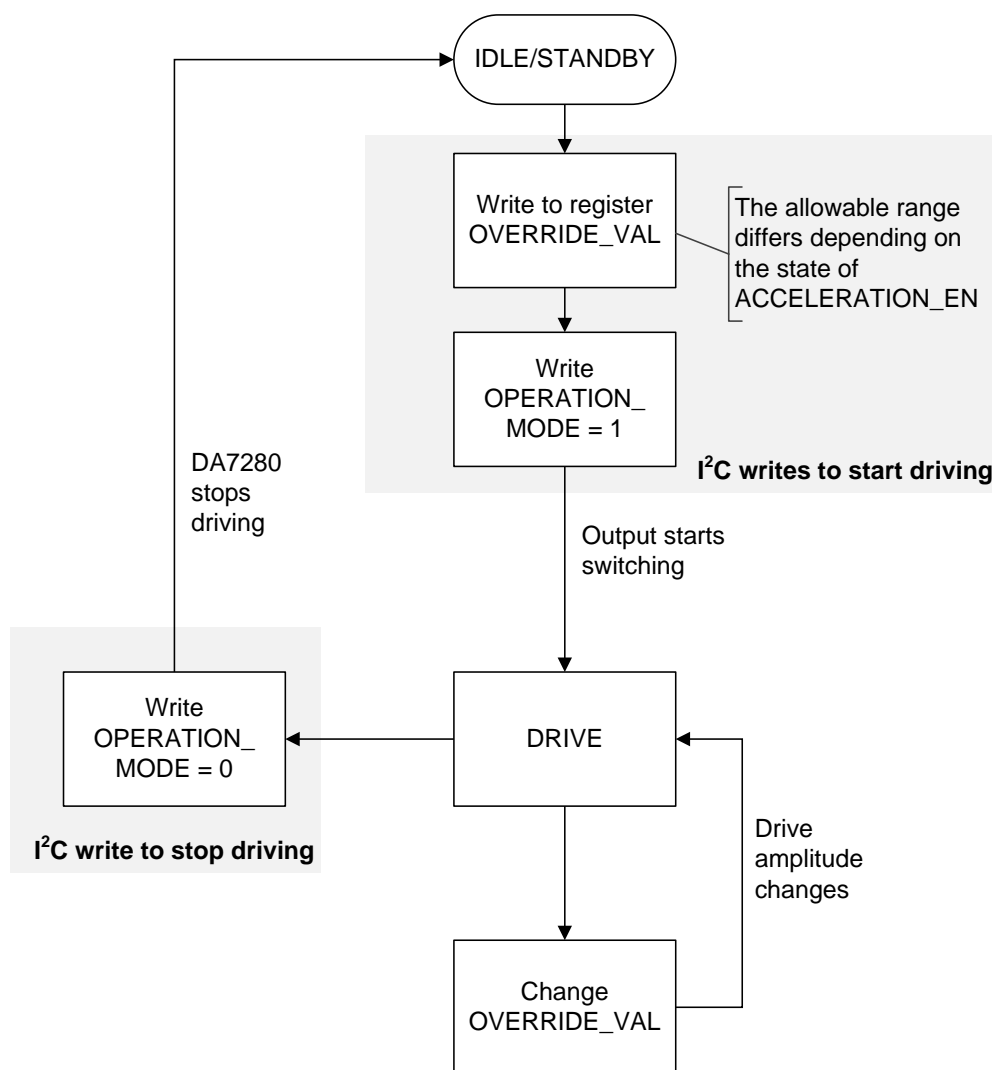 IDLE/STANDBY
Write to register
OVERRIDE_VAL
The allowable range
differs depending on
the state of
ACCELERATION_EN
Write
OPERATION_
MODE = 1
I²C writes to start driving
DA7280
stops
driving
Output starts
switching
Write
OPERATION_
MODE = 0
I²C write to stop driving
DRIVE
Drive
amplitude
changes
Change
OVERRIDE_VAL